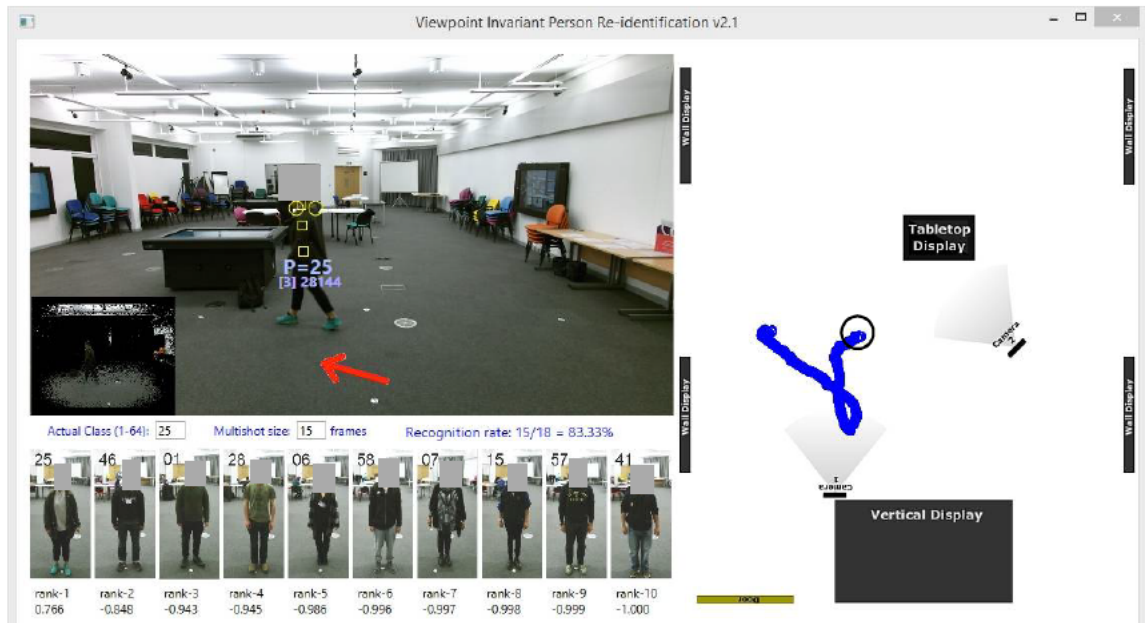 Viewpoint Invariant Person Re-identification v2.1
P=25
[3] 28144
Actual Class (1-64): 25 Multishot size: 15 frames Recognition rate: 15/18 = 83.33%
25 46 01 28 06 58 07 15 57 41
rank-1 rank-2 rank-3 rank-4 rank-5 rank-6 rank-7 rank-8 rank-9 rank-10
0.766 -0.848 -0.943 -0.945 -0.986 -0.996 -0.997 -0.998 -0.999 -1.000
Wall Display
Wall Display
Tabletop
Display
Camera
2
Wall Display
Wall Display
Camera
1
Vertical Display
Door